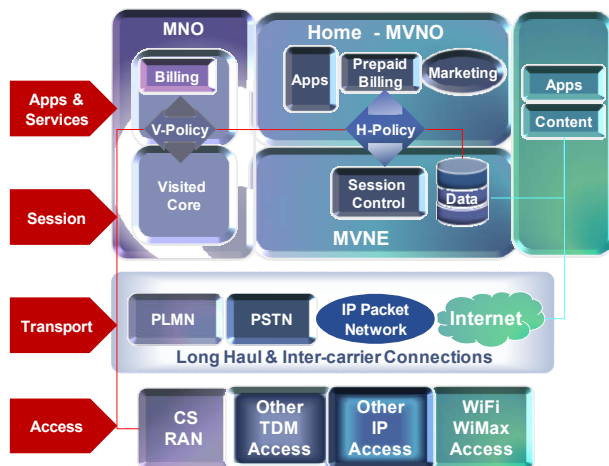 MNO
Home - MVNO
Billing
Apps
Prepaid
Billing
Marketing
Apps
Apps &
Services
V-Policy
H-Policy
Content
Visited
Core
Session
Control
Data
Session
MVNE
Transport
PLMN
PSTN
IP Packet
Network
Internet
Long Haul & Inter-carrier Connections
Access
CS
RAN
Other
TDM
Access
Other
IP
Access
WiFi
WiMax
Access